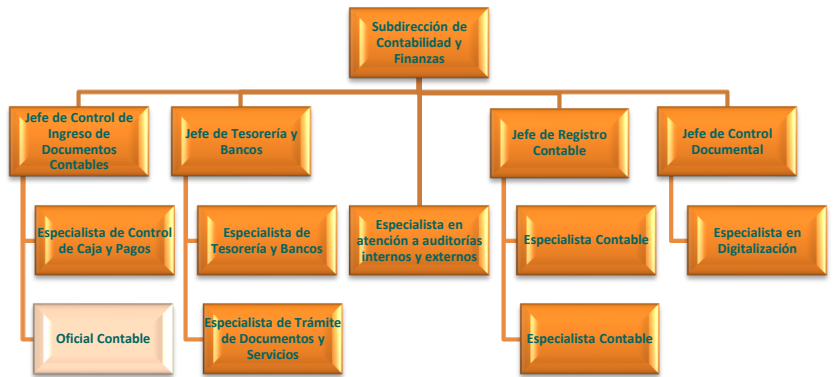 Subdirección de
Contabilidad y
Finanzas
Jefe de Control de
Ingreso de
Documentos
Contables
Jefe de Tesorería y
Bancos
Jefe de Registro
Contable
Jefe de Control
Documental
Especialista de Control
de Caja y Pagos
Especialista de
Tesorería y Bancos
Especialista en
atención a auditorías
internos y externos
Especialista Contable
Especialista en
Digitalización
Oficial Contable
Especialista de Trámite
de Documentos y
Servicios
Especialista Contable